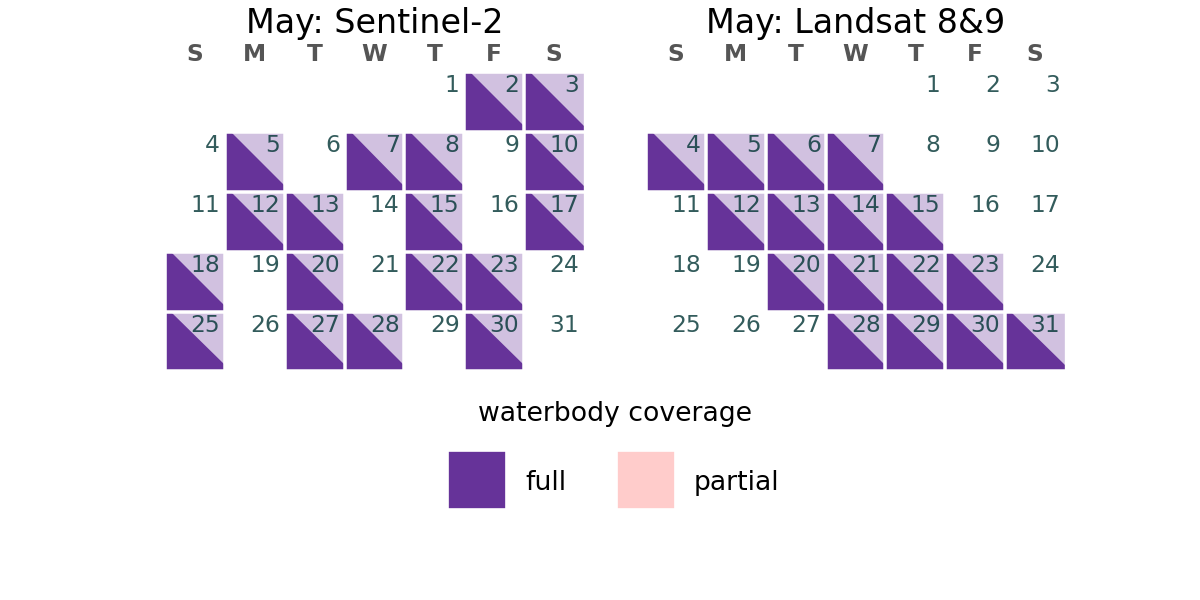 May: Sentinel-2
S M T W T F S
1 2 3
4 5 6 7 8 9 10
11 12 13 14 15 16 17
18 19 20 21 22 23 24
25 26 27 28 29 30 31
May: Landsat 8&9
S M T W T F S
1 2 3
4 5 6 7 8 9 10
11 12 13 14 15 16 17
18 19 20 21 22 23 24
25 26 27 28 29 30 31
waterbody coverage
full
partial